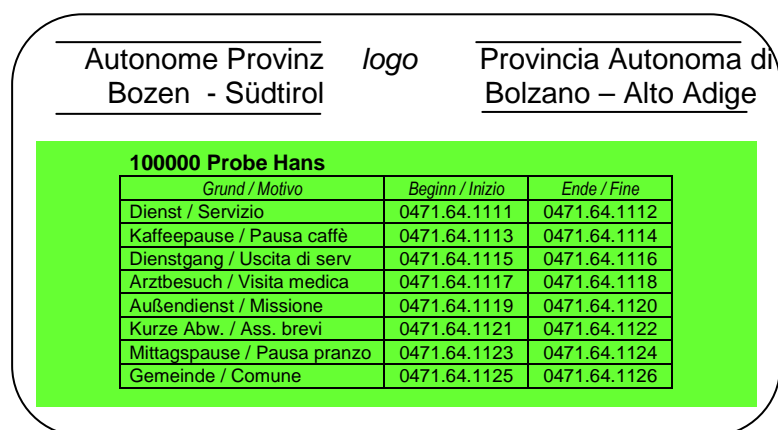 Autonome Provinz logo Provincia Autonoma di
Bozen - Südtirol Bolzano – Alto Adige
100000 Probe Hans
Grund / Motivo Beginn / Inizio Ende / Fine
Dienst / Servizio 0471.64.1111 0471.64.1112
Kaffeepause / Pausa caffè 0471.64.1113 0471.64.1114
Dienstgang / Uscita di serv 0471.64.1115 0471.64.1116
Arztbesuch / Visita medica 0471.64.1117 0471.64.1118
Außendienst / Missione 0471.64.1119 0471.64.1120
Kurze Abw. / Ass. brevi 0471.64.1121 0471.64.1122
Mittagspause / Pausa pranzo 0471.64.1123 0471.64.1124
Gemeinde / Comune 0471.64.1125 0471.64.1126